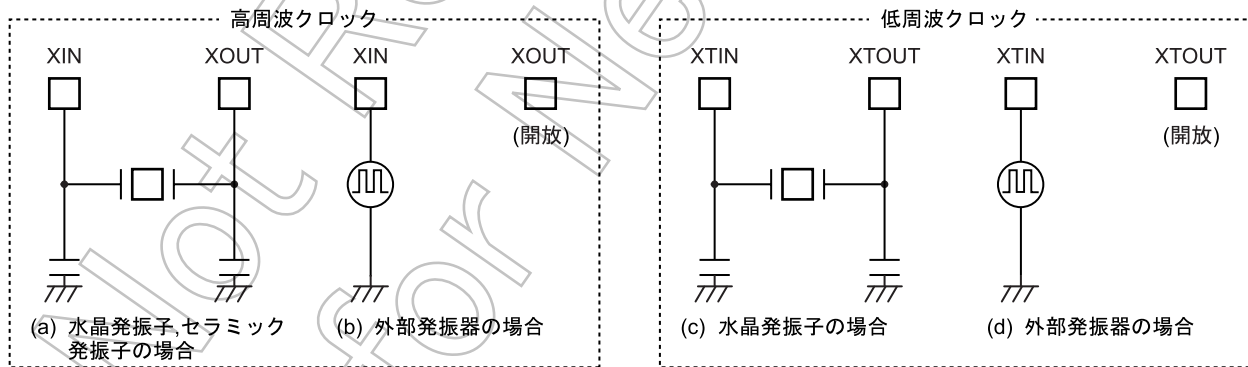 高周波クロック
XIN
XOUT
XIN
XOUT
(開放)
(a) 水晶発振子,セラミック
発振子の場合
(b) 外部発振器の場合
低周波クロック
XTIN
XTOUT
XTIN
XTOUT
(開放)
(c) 水晶発振子の場合
(d) 外部発振器の場合
Not R
for Ne